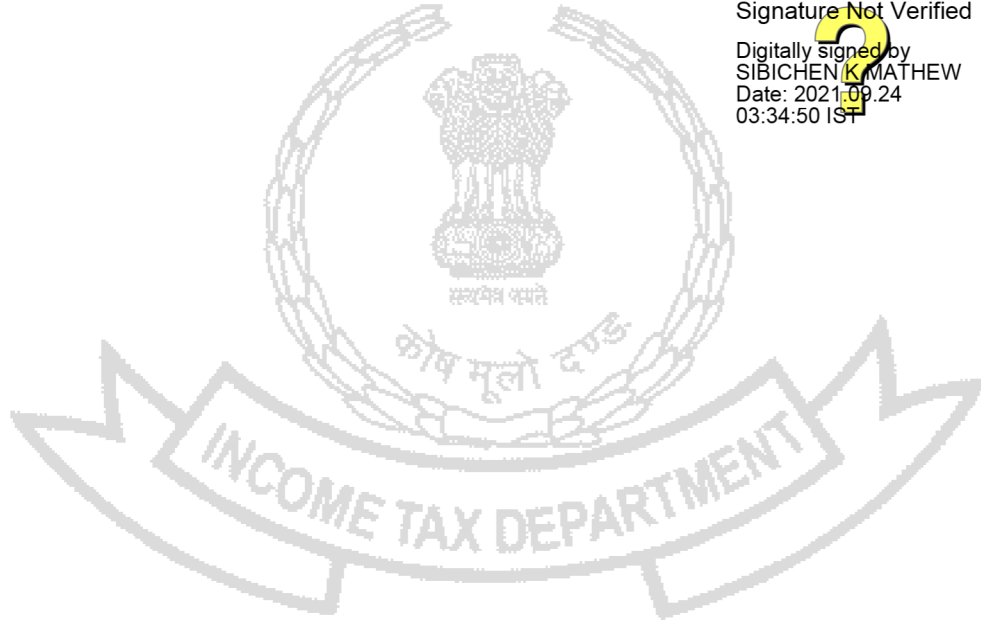 Signature Not Verified
Digitally signed by
SIBICHEN K MATHEW
Date: 2021.09.24
03:34:50 IST
सत्यमेव जयते
कोष मूलो दण्ड:
INCOME TAX DEPARTMENT